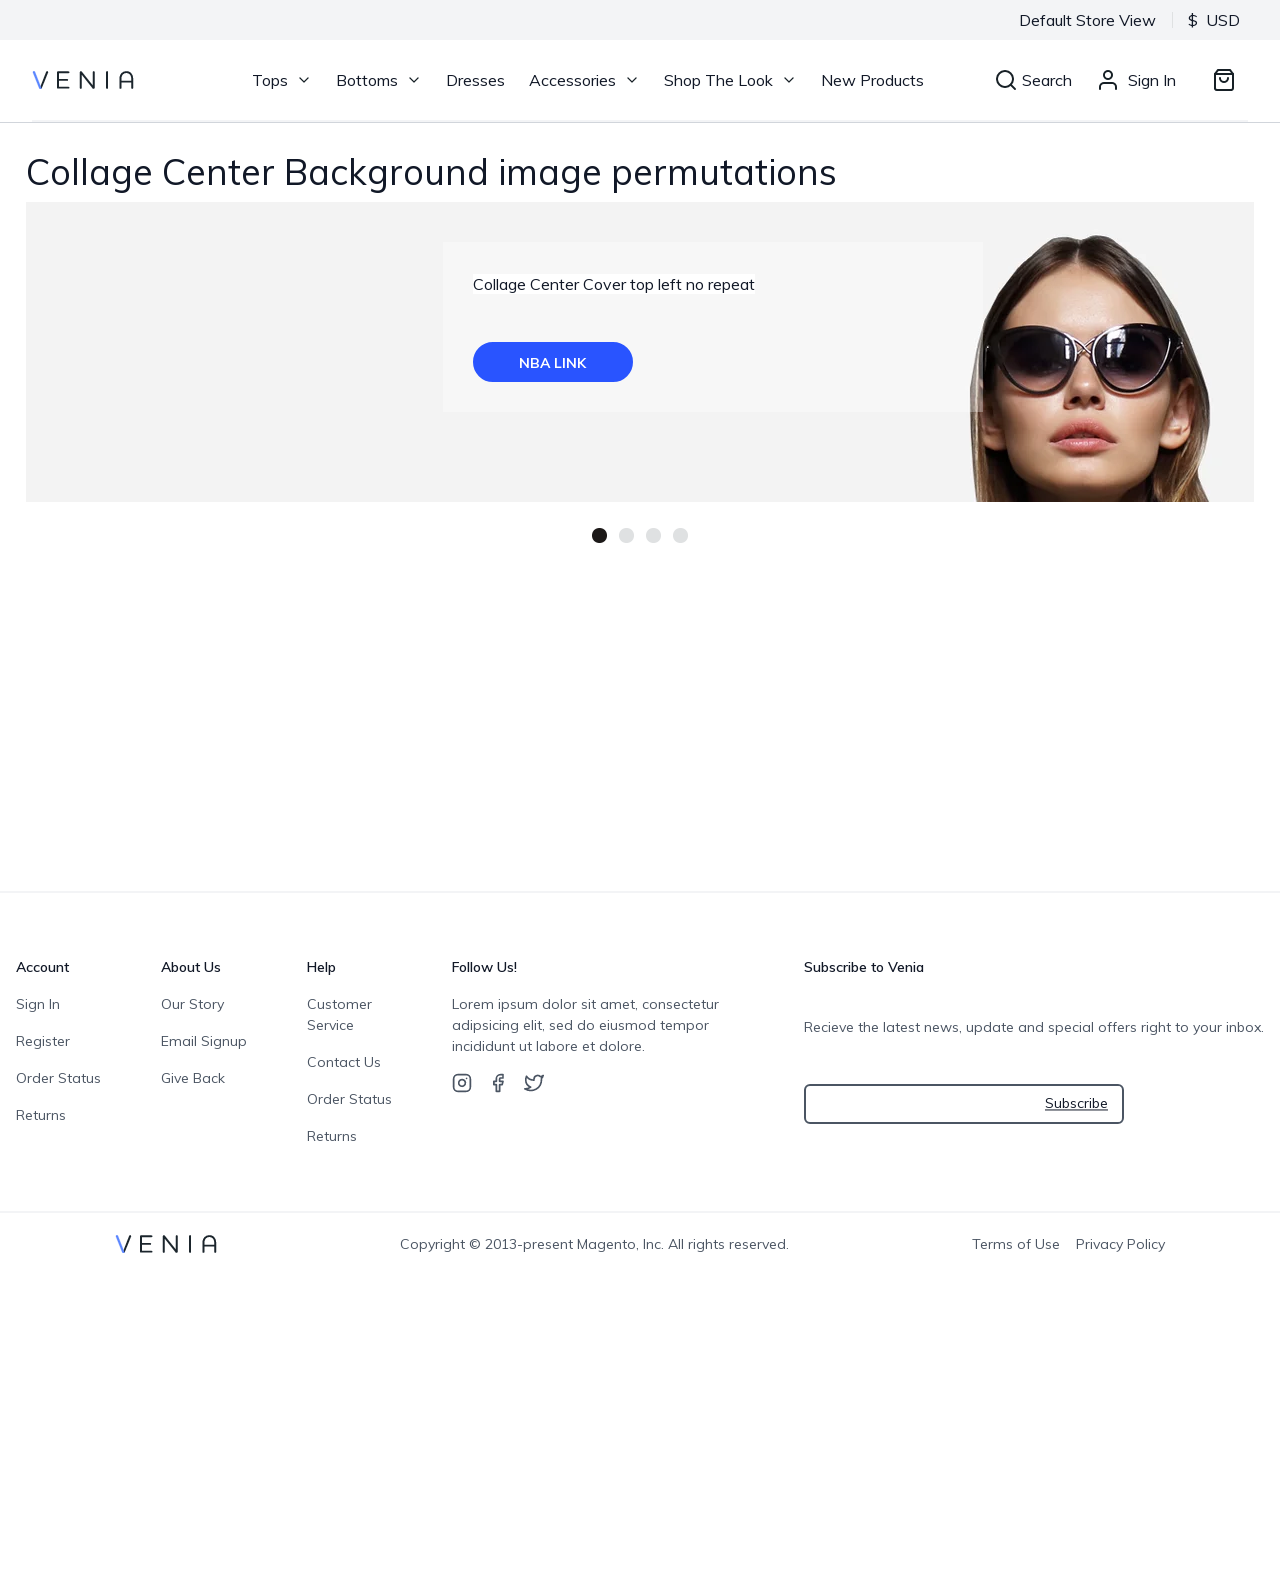 Default Store View $ USD
VENIA Tops Bottoms Dresses Accessories Shop The Look New Products Search Sign In
Collage Center Background image permutations
Collage Center Cover top left no repeat
NBA LINK
Account
Sign In
Register
Order Status
Returns
About Us
Our Story
Email Signup
Give Back
Help
Customer
Service
Contact Us
Order Status
Returns
Follow Us!
Lorem ipsum dolor sit amet, consectetur
adipsicing elit, sed do eiusmod tempor
incididunt ut labore et dolore.
Subscribe to Venia
Recieve the latest news, update and special offers right to your inbox.
Subscribe
VENIA Copyright © 2013-present Magento, Inc. All rights reserved. Terms of Use Privacy Policy